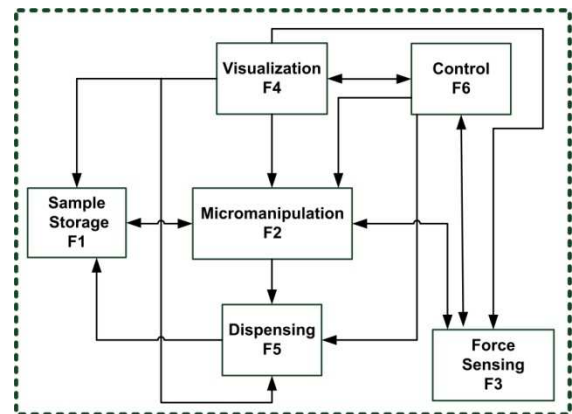 Visualization
F4
Control
F6
Sample
Storage
F1
Micromanipulation
F2
Dispensing
F5
Force
Sensing
F3